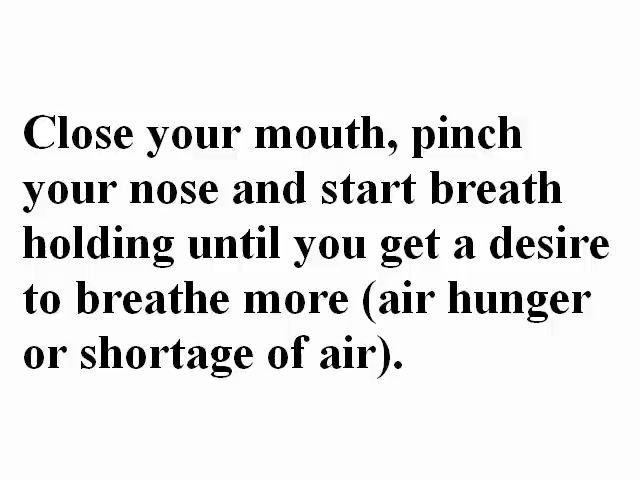 Close your mouth, pinch
your nose and start breath
holding until you get a desire
to breathe more (air hunger
or shortage of air).